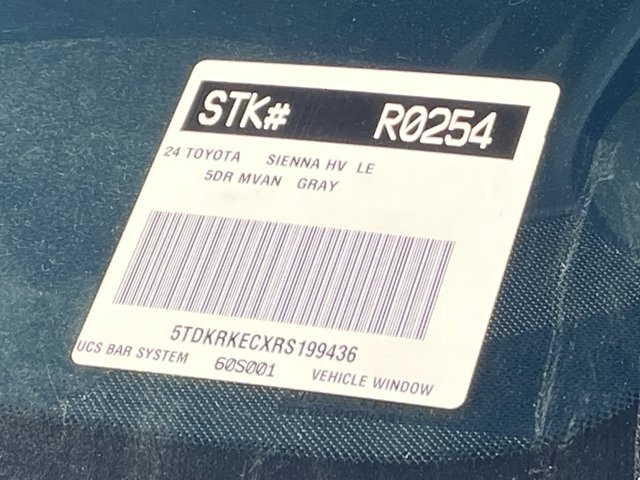 STK# R0254
24 TOYOTA SIENNA HV LE
5DR MVAN GRAY
5TDKRKECXRS199436
UCS BAR SYSTEM 60S001 VEHICLE WINDOW